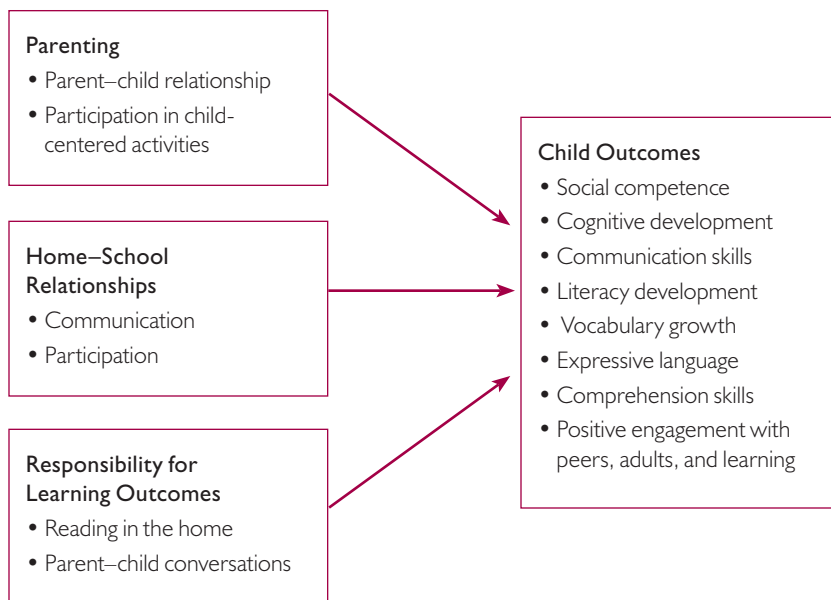 Parenting
• Parent–child relationship
• Participation in child-
centered activities
Home–School
Relationships
• Communication
• Participation
Responsibility for
Learning Outcomes
• Reading in the home
• Parent–child conversations
Child Outcomes
• Social competence
• Cognitive development
• Communication skills
• Literacy development
• Vocabulary growth
• Expressive language
• Comprehension skills
• Positive engagement with
peers, adults, and learning